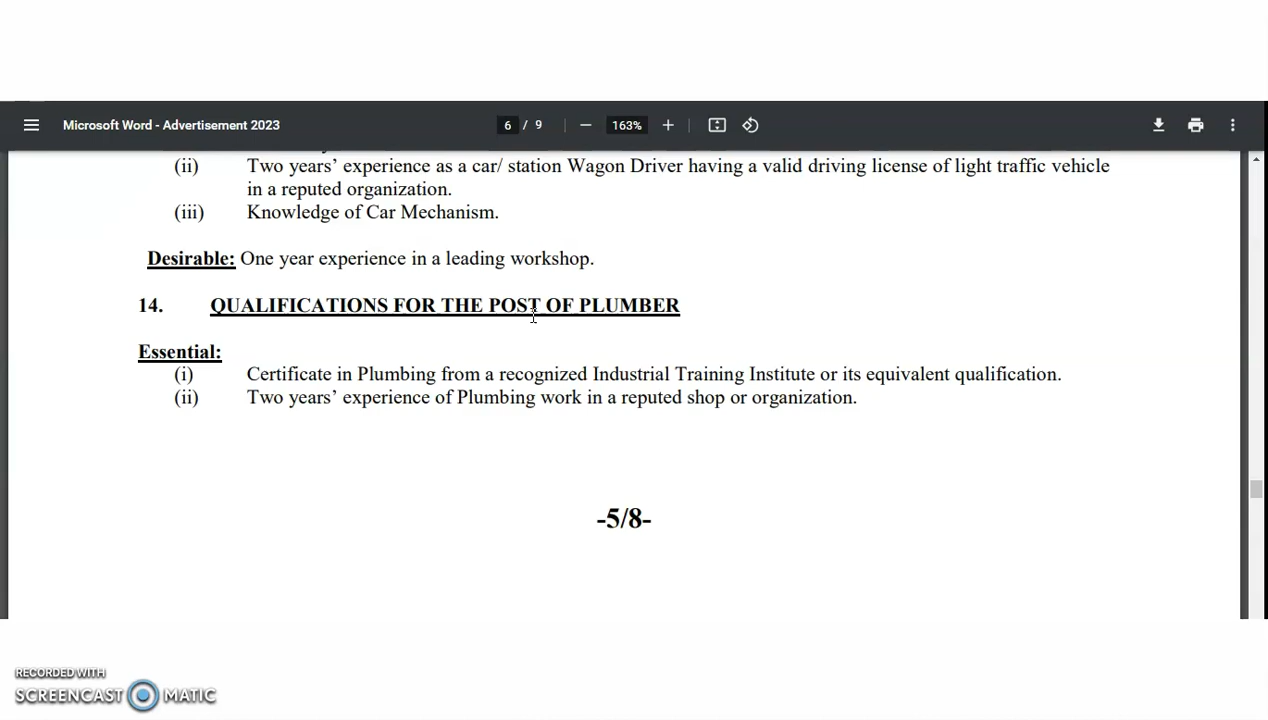 Microsoft Word - Advertisement 2023
6 / 9
163%
(ii) Two years’ experience as a car/ station Wagon Driver having a valid driving license of light traffic vehicle
in a reputed organization.
(iii) Knowledge of Car Mechanism.
Desirable: One year experience in a leading workshop.
14. QUALIFICATIONS FOR THE POST OF PLUMBER
Essential:
(i) Certificate in Plumbing from a recognized Industrial Training Institute or its equivalent qualification.
(ii) Two years’ experience of Plumbing work in a reputed shop or organization.
-5/8-
RECORDED WITH
SCREENCAST MATIC